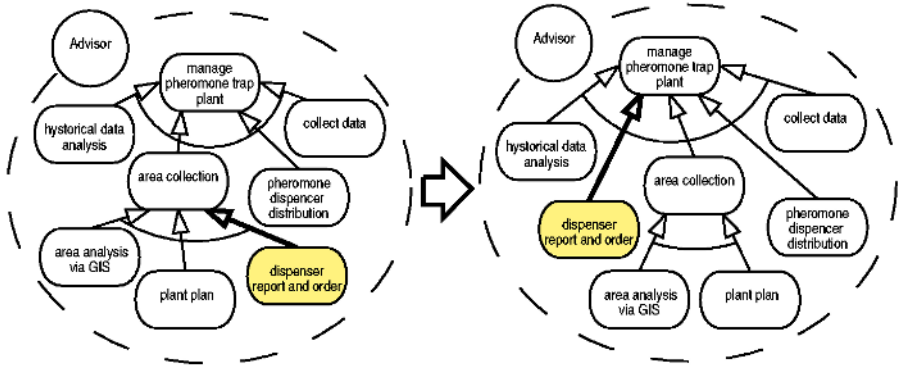 Advisor
manage
pheromone trap
plant
hystorical data
analysis
collect data
area collection
pheromone
dispencer
distribution
area analysis
via GIS
plant plan
dispenser
report and order
Advisor
manage
pheromone trap
plant
hystorical data
analysis
collect data
area collection
dispenser
report and order
pheromone
dispencer
distribution
area analysis
via GIS
plant plan